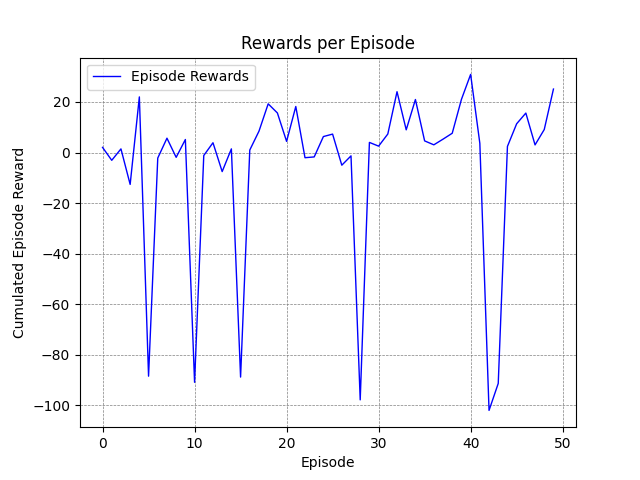 Rewards per Episode
Episode Rewards
20
0
−20
−40
−60
−80
−100
Cumulated Episode Reward
0 10 20 30 40 50
Episode